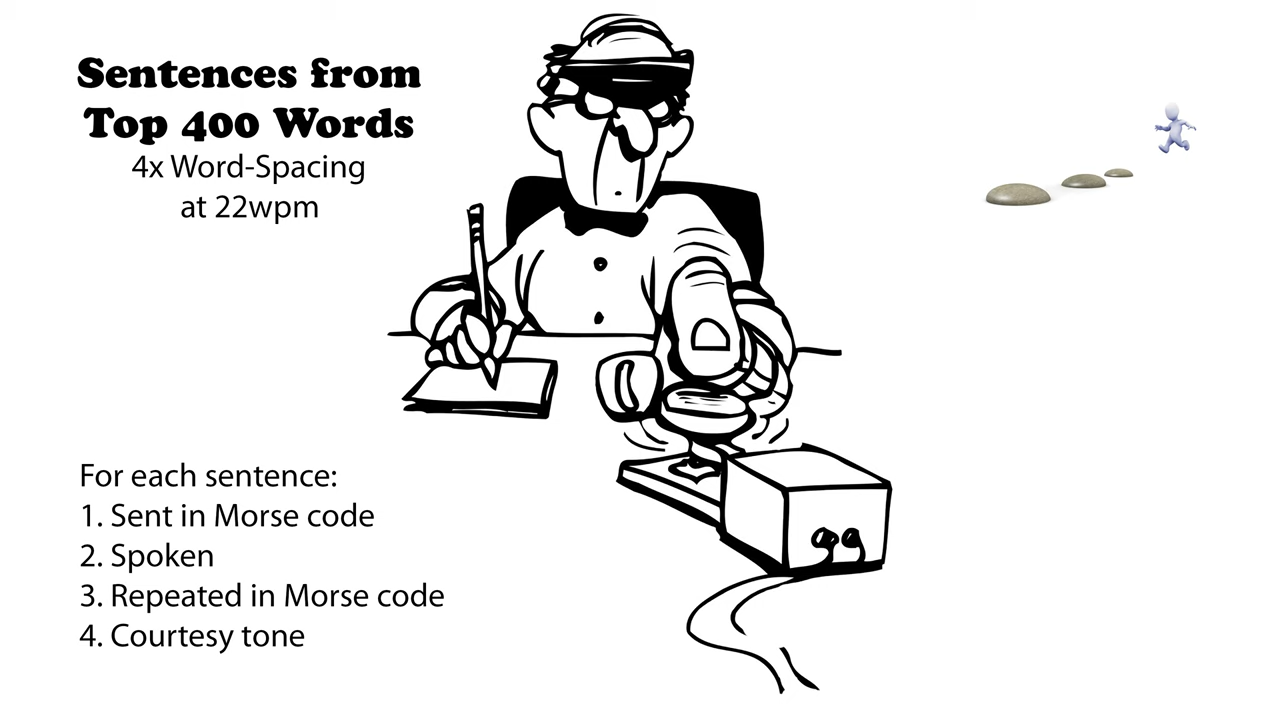 Sentences from
Top 400 Words
4x Word-Spacing
at 22wpm
For each sentence:
1. Sent in Morse code
2. Spoken
3. Repeated in Morse code
4. Courtesy tone